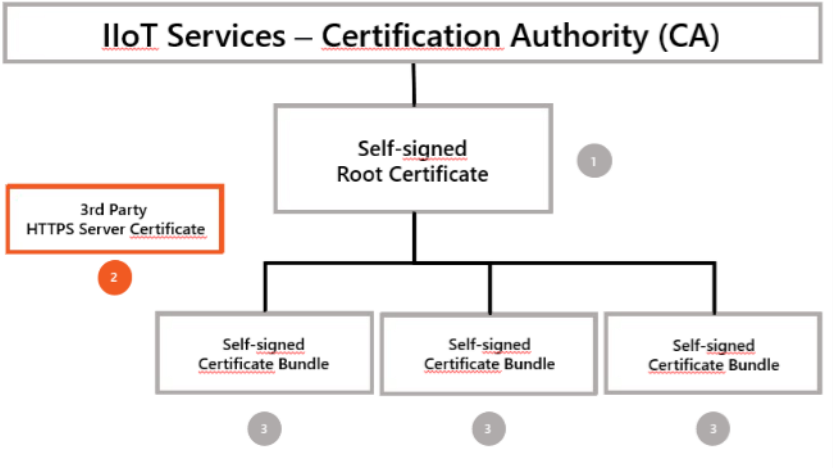 IIoT Services – Certification Authority (CA)
Self-signed
Root Certificate
1
3rd Party
HTTPS Server Certificate
2
Self-signed
Certificate Bundle
Self-signed
Certificate Bundle
Self-signed
Certificate Bundle
3
3
3